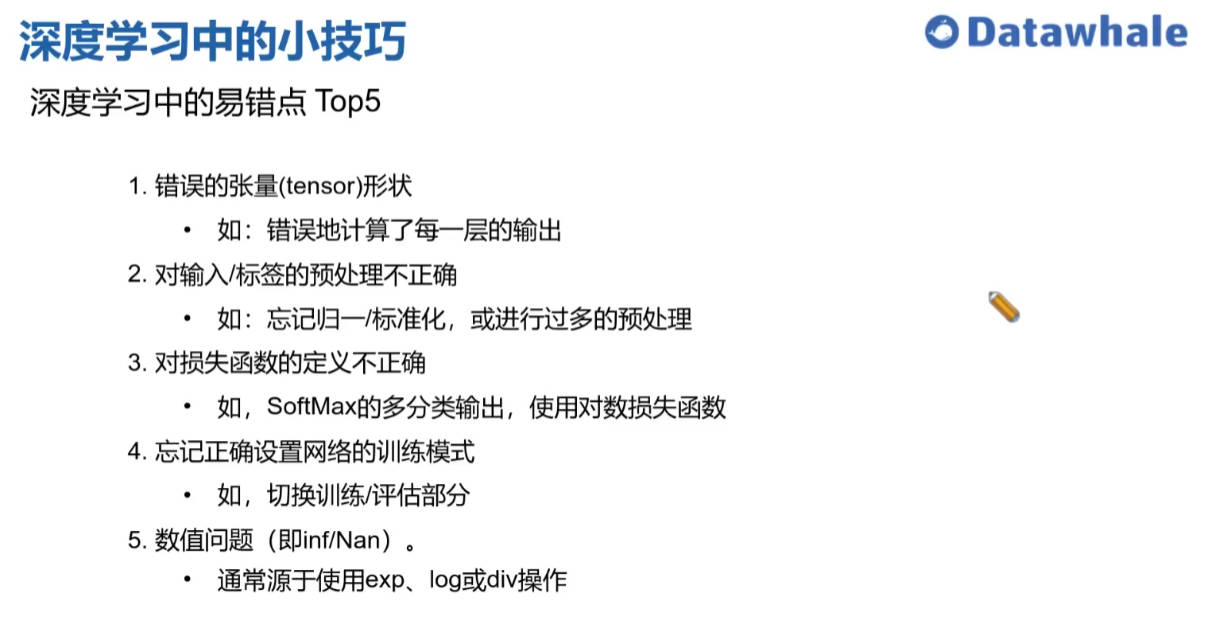 深度学习中的小技巧
Datawhale
深度学习中的易错点 Top5
1. 错误的张量(tensor)形状
• 如：错误地计算了每一层的输出
2. 对输入/标签的预处理不正确
• 如：忘记归一/标准化，或进行过多的预处理
3. 对损失函数的定义不正确
• 如，SoftMax的多分类输出，使用对数损失函数
4. 忘记正确设置网络的训练模式
• 如，切换训练/评估部分
5. 数值问题（即inf/Nan）。
• 通常源于使用exp、log或div操作